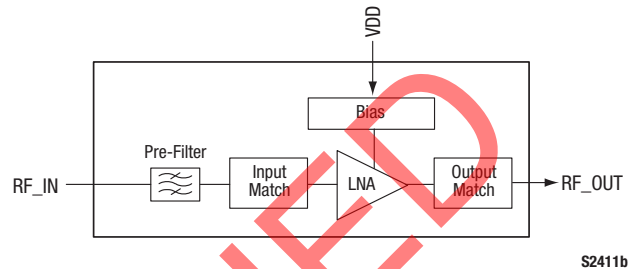 VDD
Bias
Pre-Filter
RF_IN
Input
Match
LNA
Output
Match
RF_OUT
S2411b